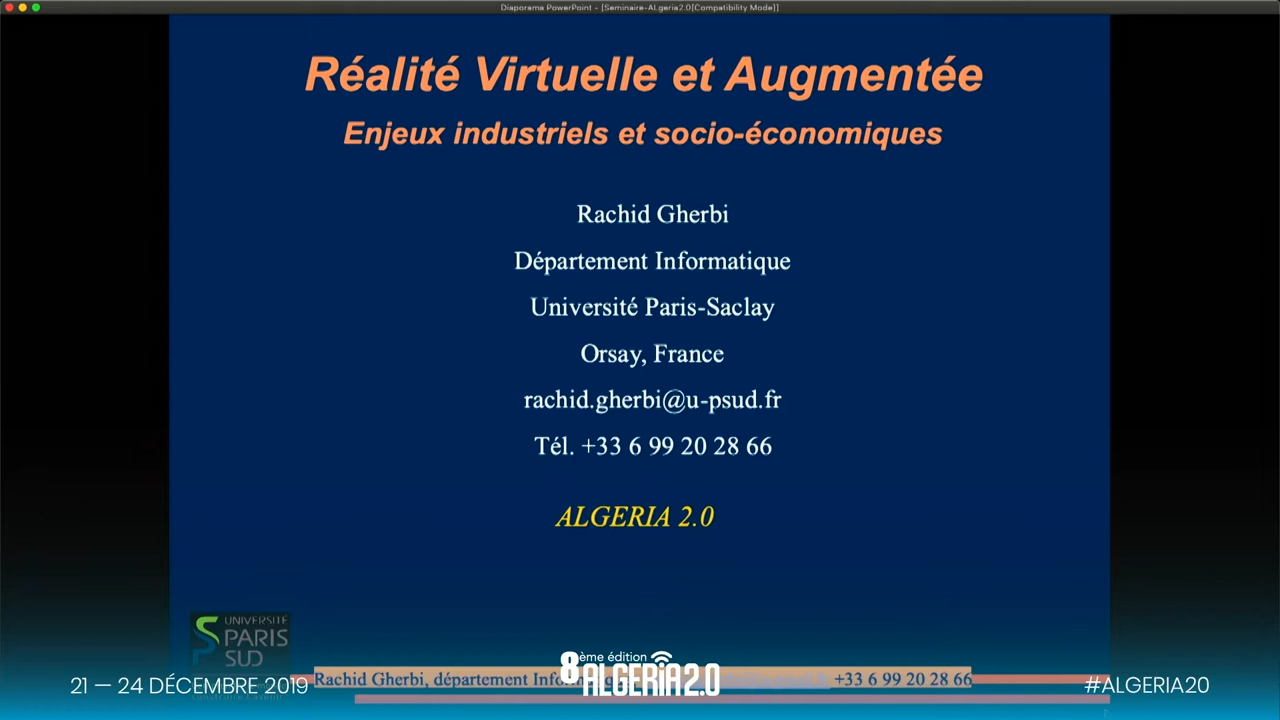 Diaporama PowerPoint - [Seminaire-ALgeria2.0[Compatibility Mode]]
Réalité Virtuelle et Augmentée
Enjeux industriels et socio-économiques
Rachid Gherbi
Département Informatique
Université Paris-Saclay
Orsay, France
rachid.gherbi@u-psud.fr
Tél. +33 6 99 20 28 66
ALGERIA 2.0
UNIVERSITÉ
PARIS
SUD
8ème édition
ALGERIA2.0
21 — 24 DÉCEMBRE 2019
Rachid Gherbi, département +33 6 99 20 28 66
#ALGERIA20